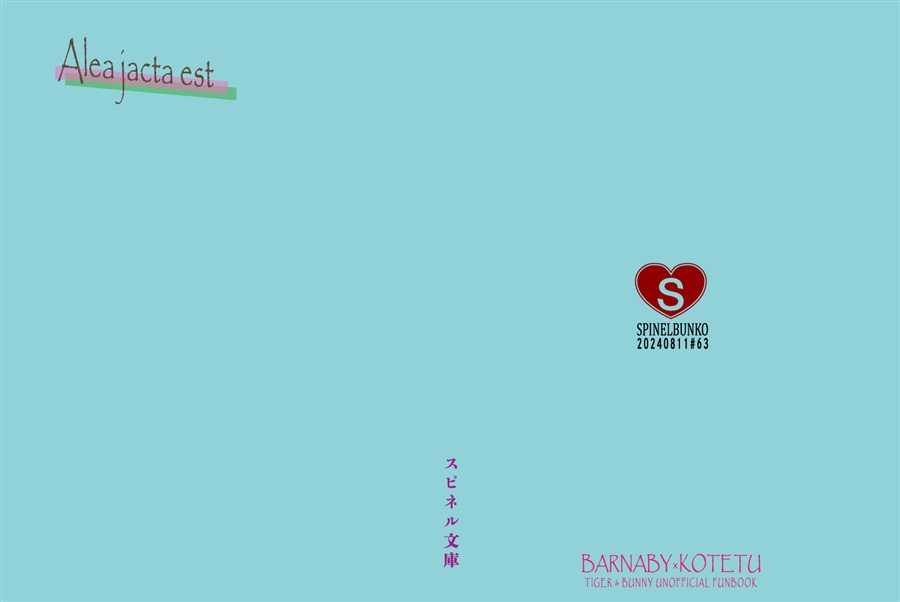 Alea jacta est
S
SPINELBUNKO
20240811#63
スピネル文庫
BARNABY×KOTETU
TIGER & BUNNY UNOFFICIAL FUNBOOK